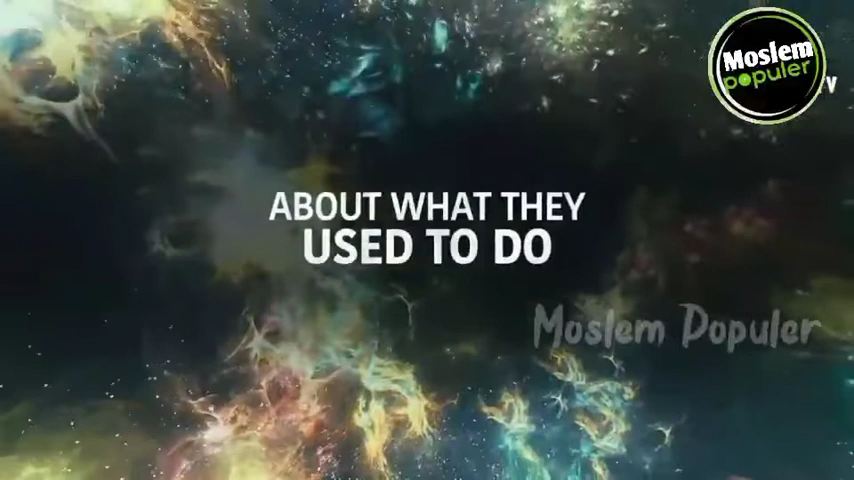 Moslem
populer
TV
ABOUT WHAT THEY
USED TO DO
Moslem Populer